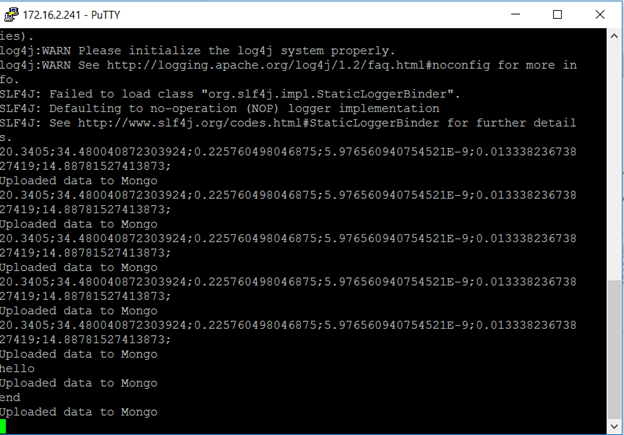 172.16.2.241 - PuTTY
ies).
log4j:WARN Please initialize the log4j system properly.
log4j:WARN See http://logging.apache.org/log4j/1.2/faq.html#noconfig for more in
fo.
SLF4J: Failed to load class "org.slf4j.impl.StaticLoggerBinder".
SLF4J: Defaulting to no-operation (NOP) logger implementation
SLF4J: See http://www.slf4j.org/codes.html#StaticLoggerBinder for further detail
s.
20.3405;34.480040872303924;0.225760498046875;5.976560940754521E-9;0.013338236738
27419;14.88781527413873;
Uploaded data to Mongo
20.3405;34.480040872303924;0.225760498046875;5.976560940754521E-9;0.013338236738
27419;14.88781527413873;
Uploaded data to Mongo
20.3405;34.480040872303924;0.225760498046875;5.976560940754521E-9;0.013338236738
27419;14.88781527413873;
Uploaded data to Mongo
20.3405;34.480040872303924;0.225760498046875;5.976560940754521E-9;0.013338236738
27419;14.88781527413873;
Uploaded data to Mongo
20.3405;34.480040872303924;0.225760498046875;5.976560940754521E-9;0.013338236738
27419;14.88781527413873;
Uploaded data to Mongo
hello
Uploaded data to Mongo
end
Uploaded data to Mongo